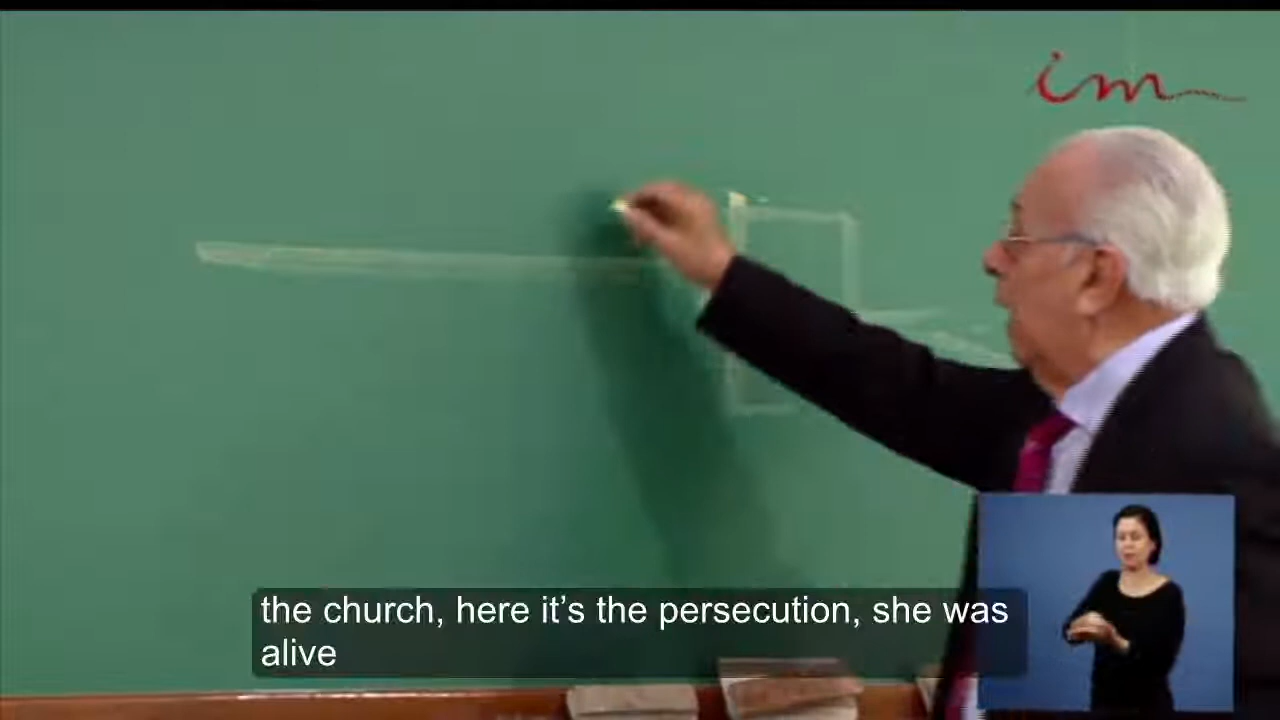 im
the church, here it’s the persecution, she was
alive